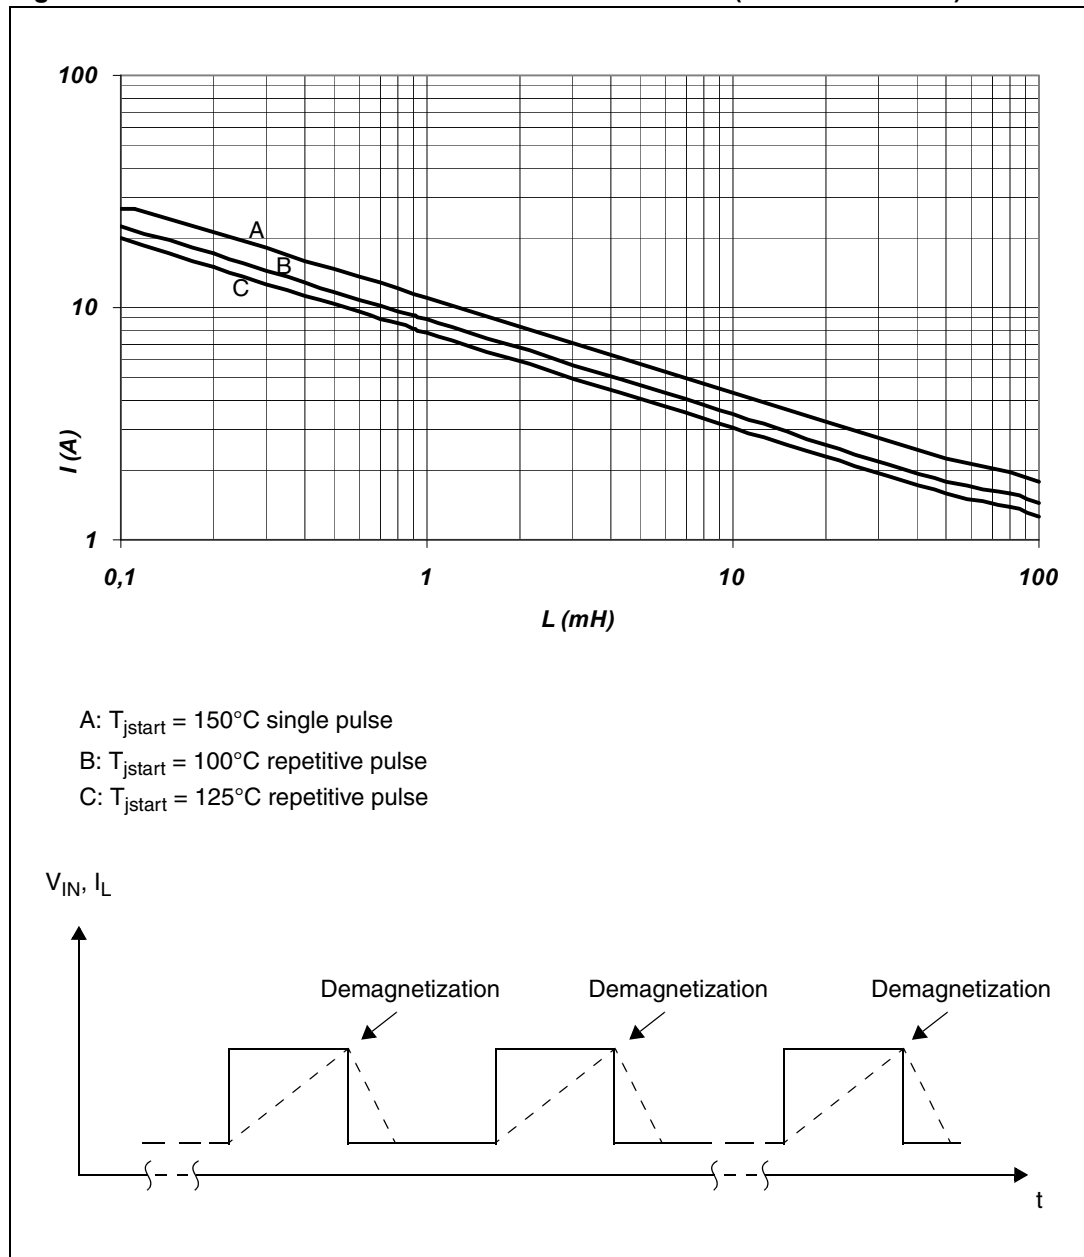 100
10
1
I (A)
A
B
C
0,1 1 10 100
L (mH)
A: Tjstart = 150°C single pulse
B: Tjstart = 100°C repetitive pulse
C: Tjstart = 125°C repetitive pulse
VIN, IL
Demagnetization Demagnetization Demagnetization
t